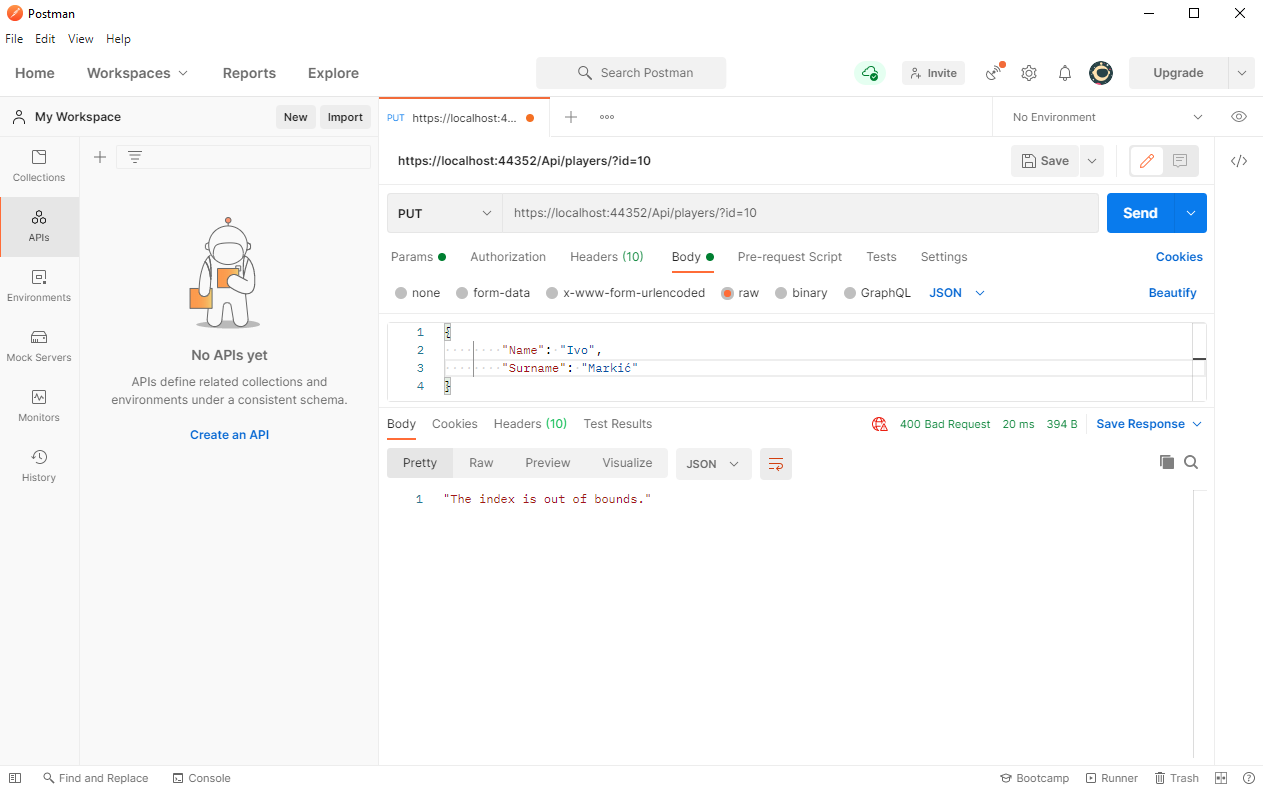 Postman
File Edit View Help
Home Workspaces Reports Explore Search Postman Invite Upgrade
My Workspace New Import
PUT https://localhost:4... No Environment
Collections
APIs
Environments
Mock Servers
Monitors
History
No APIs yet
APIs define related collections and
environments under a consistent schema.
Create an API
https://localhost:44352/Api/players/?id=10 Save
PUT https://localhost:44352/Api/players/?id=10 Send
Params Authorization Headers (10) Body Pre-request Script Tests Settings Cookies
none form-data x-www-form-urlencoded raw binary GraphQL JSON Beautify
1 {
2 "Name": "Ivo",
3 "Surname": "Markić"
4 }
Body Cookies Headers (10) Test Results 400 Bad Request 20 ms 394 B Save Response
Pretty Raw Preview Visualize JSON
1 "The index is out of bounds."
Find and Replace Console Bootcamp Runner Trash